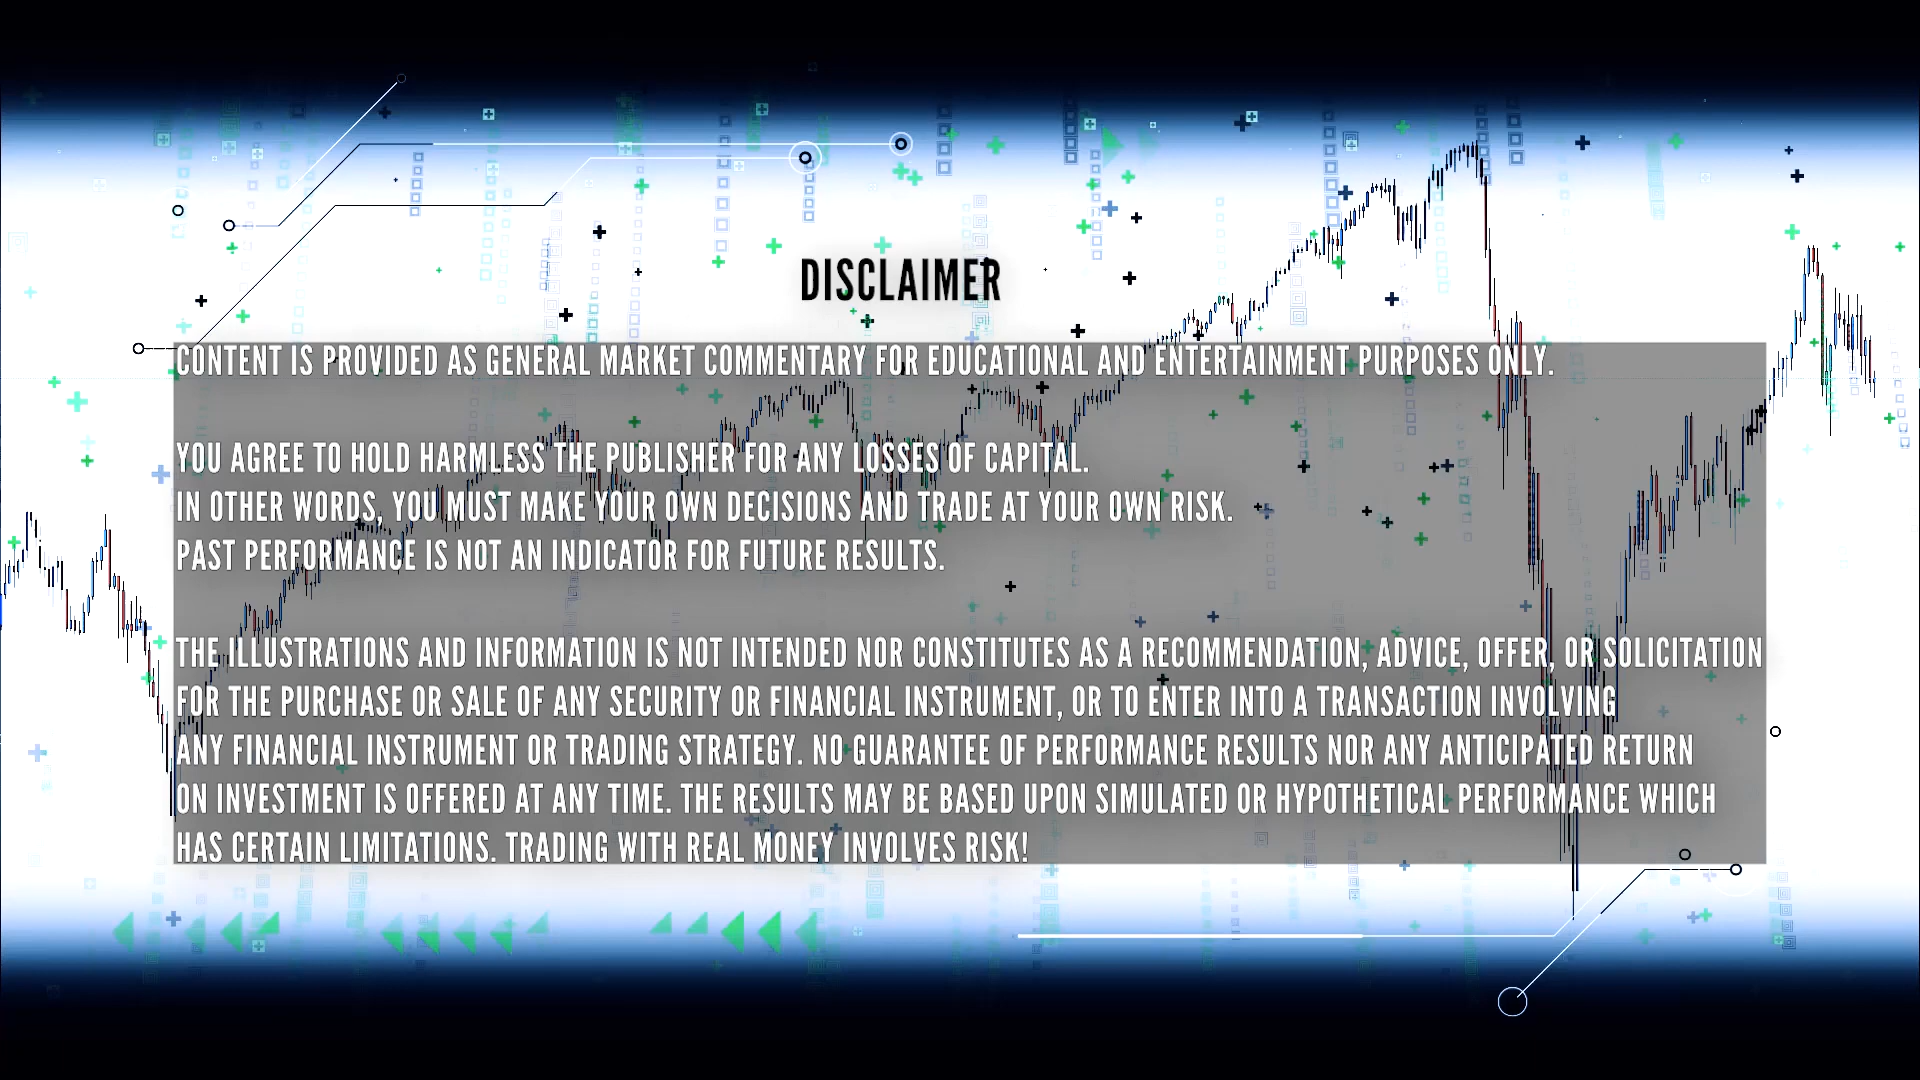 DISCLAIMER
CONTENT IS PROVIDED AS GENERAL MARKET COMMENTARY FOR EDUCATIONAL AND ENTERTAINMENT PURPOSES ONLY.
YOU AGREE TO HOLD HARMLESS THE PUBLISHER FOR ANY LOSSES OF CAPITAL.
IN OTHER WORDS, YOU MUST MAKE YOUR OWN DECISIONS AND TRADE AT YOUR OWN RISK.
PAST PERFORMANCE IS NOT AN INDICATOR FOR FUTURE RESULTS.
THE ILLUSTRATIONS AND INFORMATION IS NOT INTENDED NOR CONSTITUTES AS A RECOMMENDATION, ADVICE, OFFER, OR SOLICITATION
FOR THE PURCHASE OR SALE OF ANY SECURITY OR FINANCIAL INSTRUMENT, OR TO ENTER INTO A TRANSACTION INVOLVING
ANY FINANCIAL INSTRUMENT OR TRADING STRATEGY. NO GUARANTEE OF PERFORMANCE RESULTS NOR ANY ANTICIPATED RETURN
ON INVESTMENT IS OFFERED AT ANY TIME. THE RESULTS MAY BE BASED UPON SIMULATED OR HYPOTHETICAL PERFORMANCE WHICH
HAS CERTAIN LIMITATIONS. TRADING WITH REAL MONEY INVOLVES RISK!